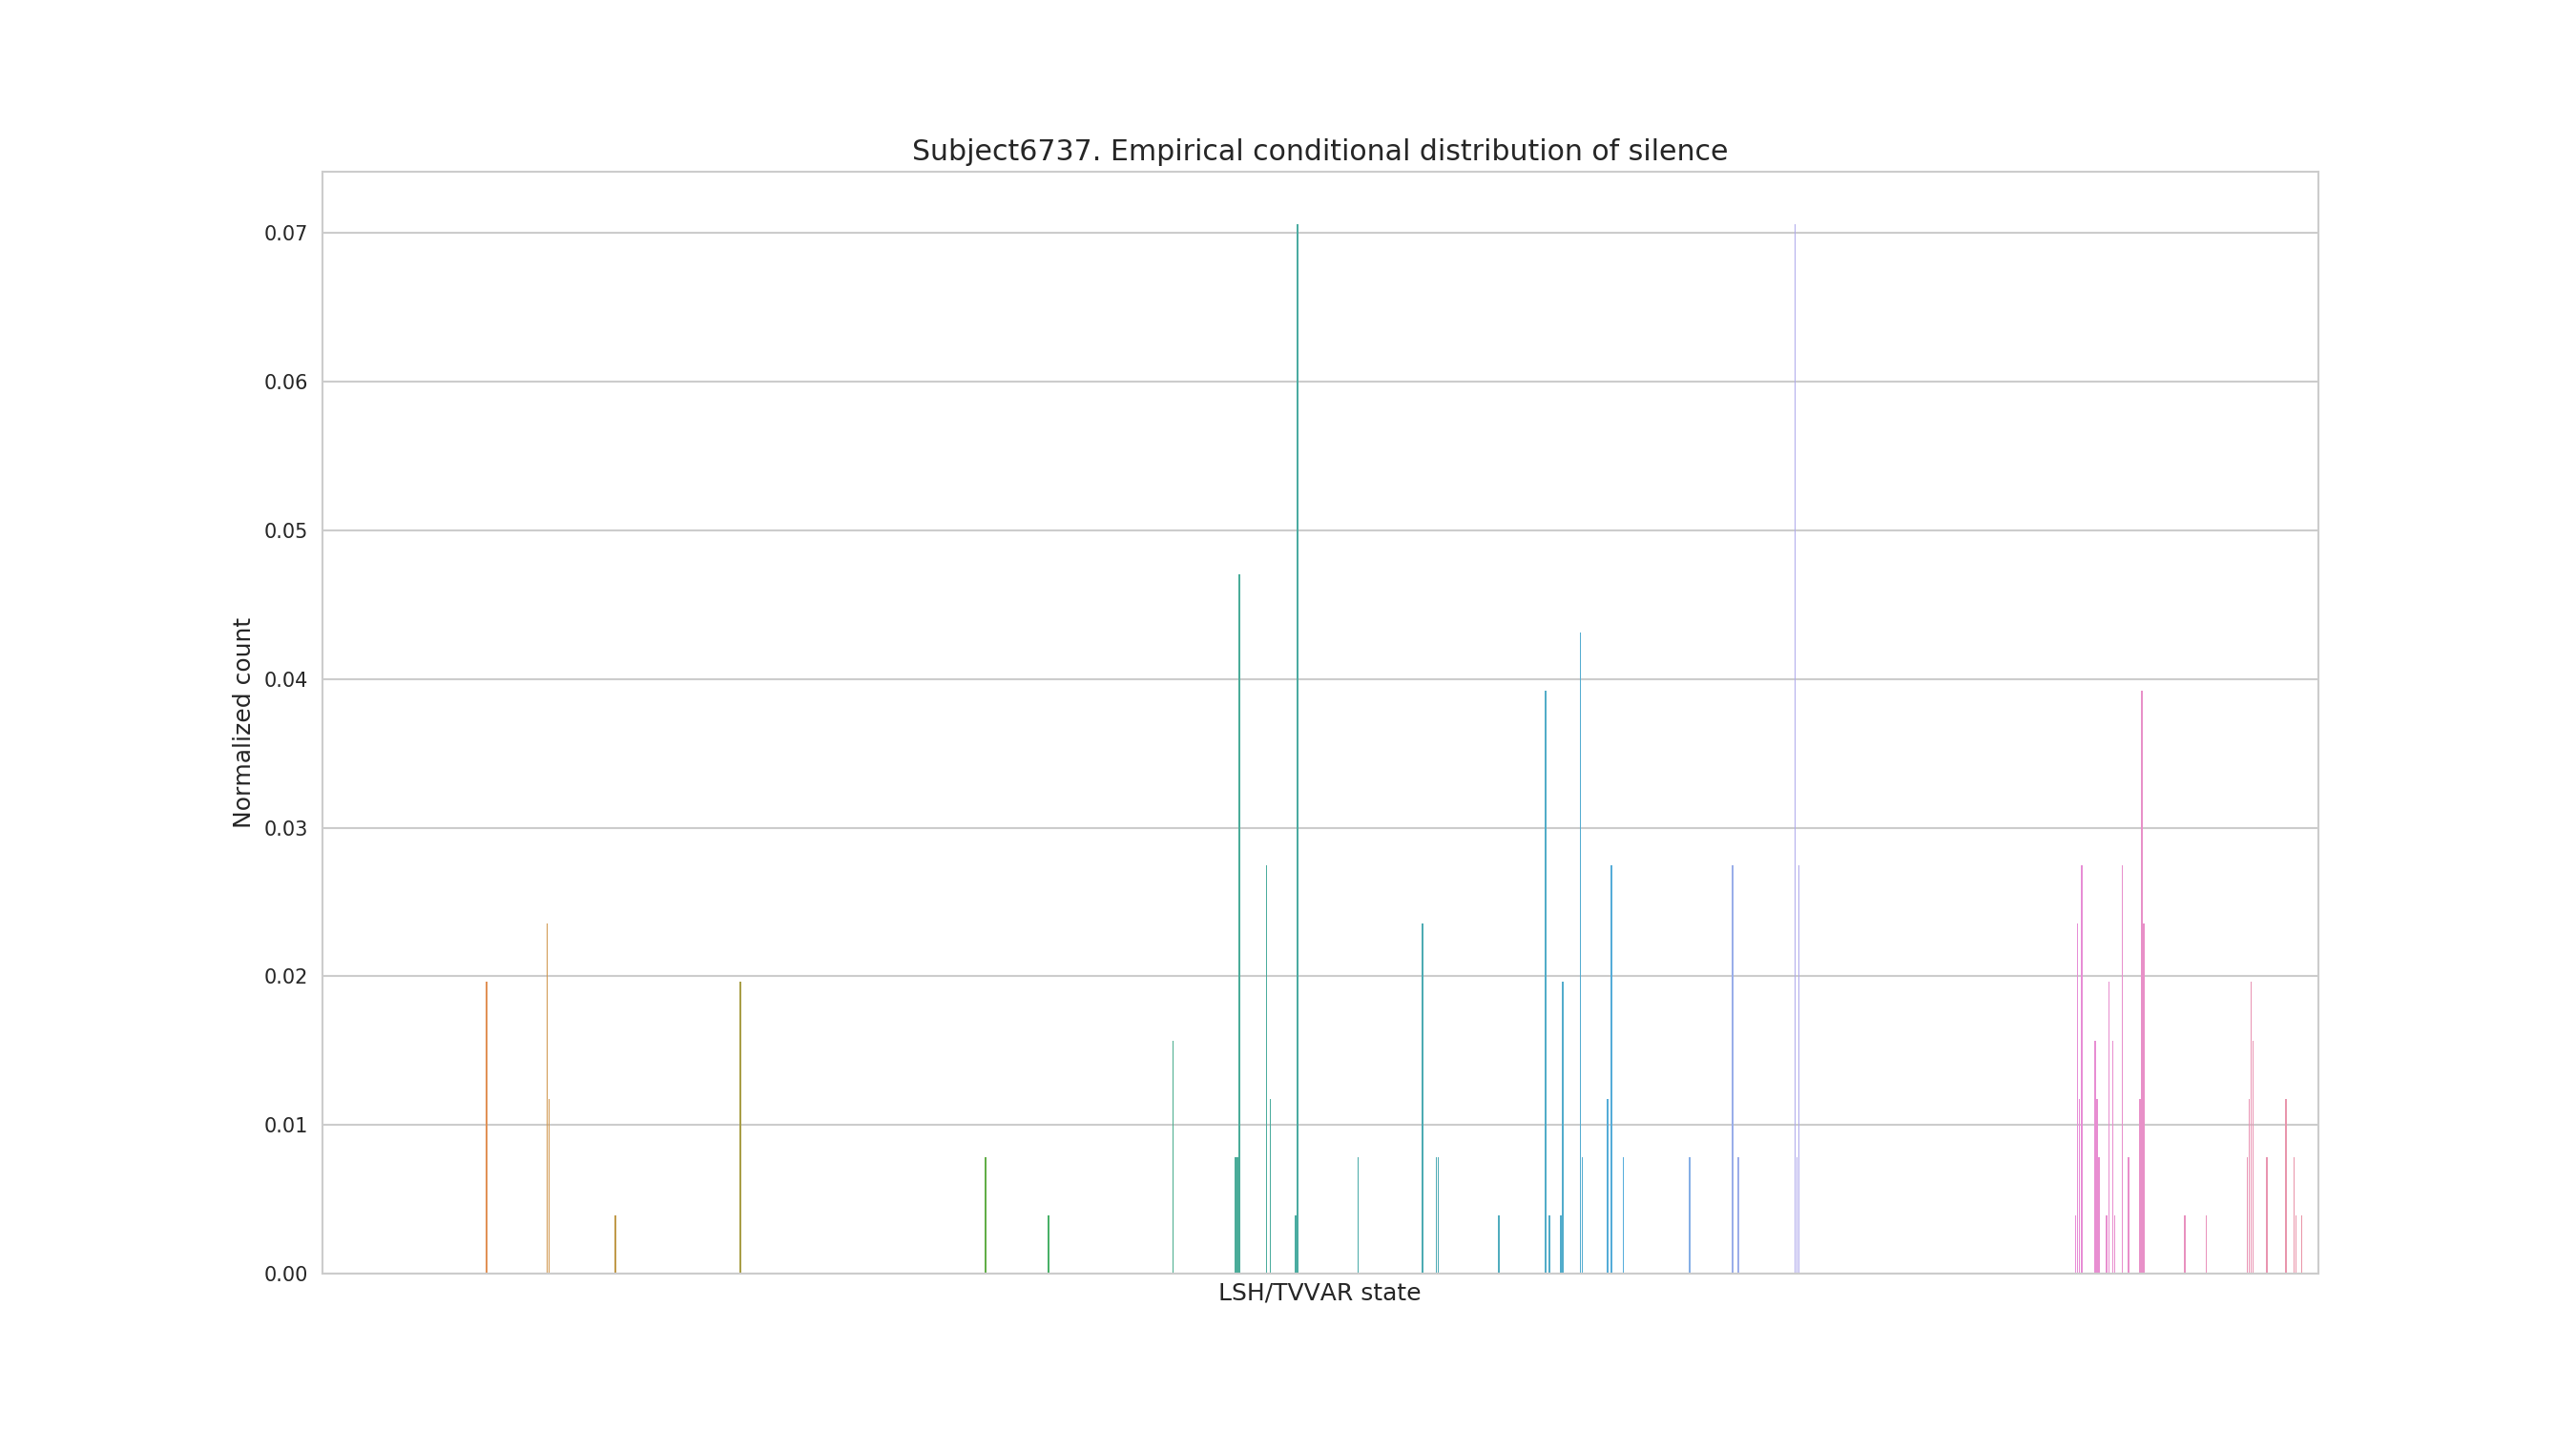 Subject6737. Empirical conditional distribution of silence
0.07
0.06
0.05
0.04
0.03
0.02
0.01
0.00
Normalized count
LSH/TVVAR state